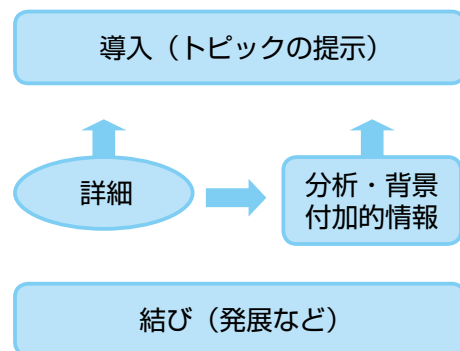 導入（トピックの提示）
詳細
分析・背景
付加的情報
結び（発展など）